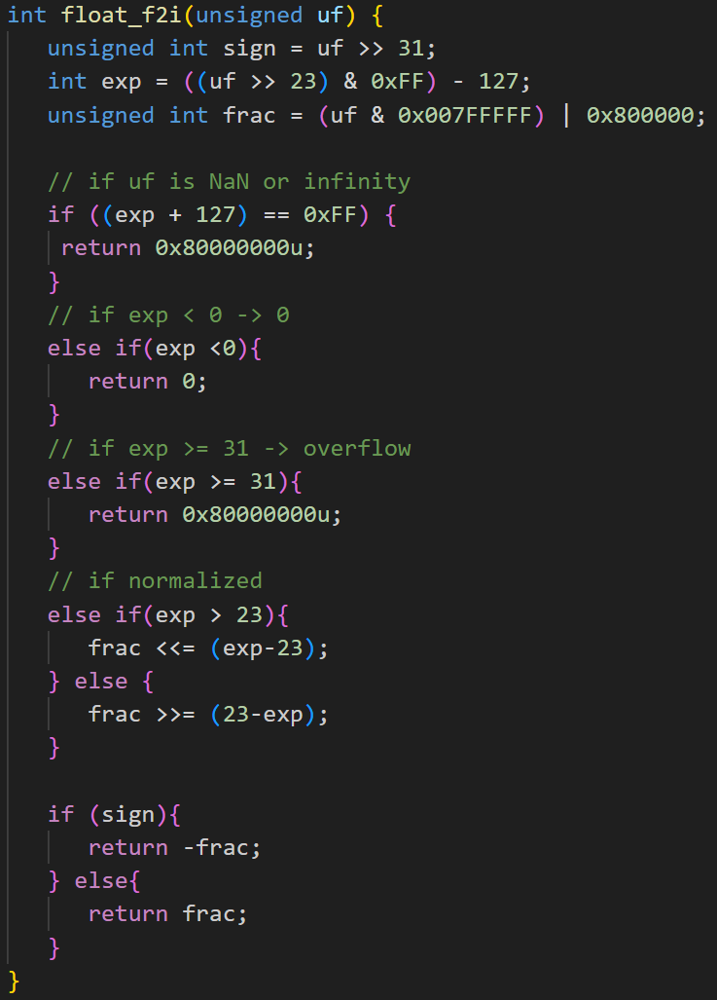 int float_f2i(unsigned uf) {
   unsigned int sign = uf >> 31;
   int exp = ((uf >> 23) & 0xFF) - 127;
   unsigned int frac = (uf & 0x007FFFFF) | 0x800000;

   // if uf is NaN or infinity
   if ((exp + 127) == 0xFF) {
    return 0x80000000u;
   }
   // if exp < 0 -> 0
   else if(exp <0){
      return 0;
   }
   // if exp >= 31 -> overflow
   else if(exp >= 31){
      return 0x80000000u;
   }
   // if normalized
   else if(exp > 23){
      frac <<= (exp-23);
   } else {
      frac >>= (23-exp);
   }

   if (sign){
      return -frac;
   } else{
      return frac;
   }
}